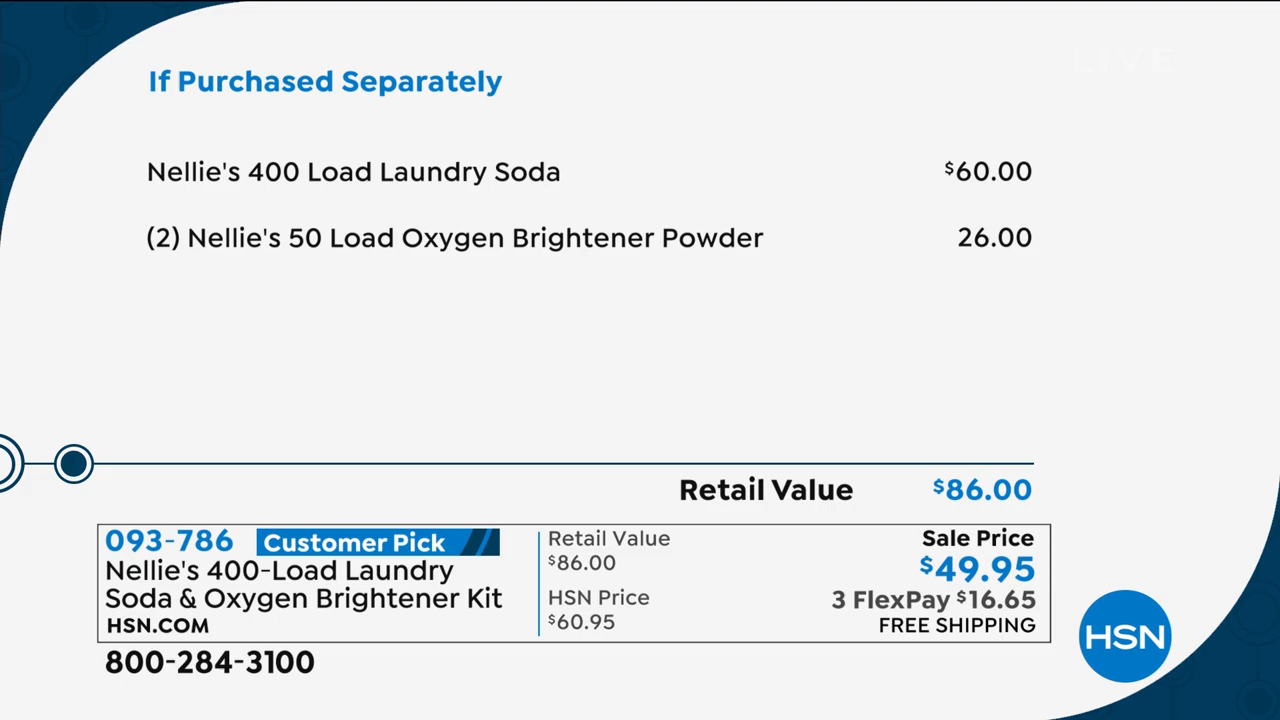 LIVE
If Purchased Separately
Nellie's 400 Load Laundry Soda $60.00
(2) Nellie's 50 Load Oxygen Brightener Powder 26.00
Retail Value $86.00
093-786 Customer Pick
Nellie's 400-Load Laundry
Soda & Oxygen Brightener Kit
HSN.COM
Retail Value
$86.00
HSN Price
$60.95
Sale Price
$49.95
3 FlexPay $16.65
FREE SHIPPING
HSN
800-284-3100